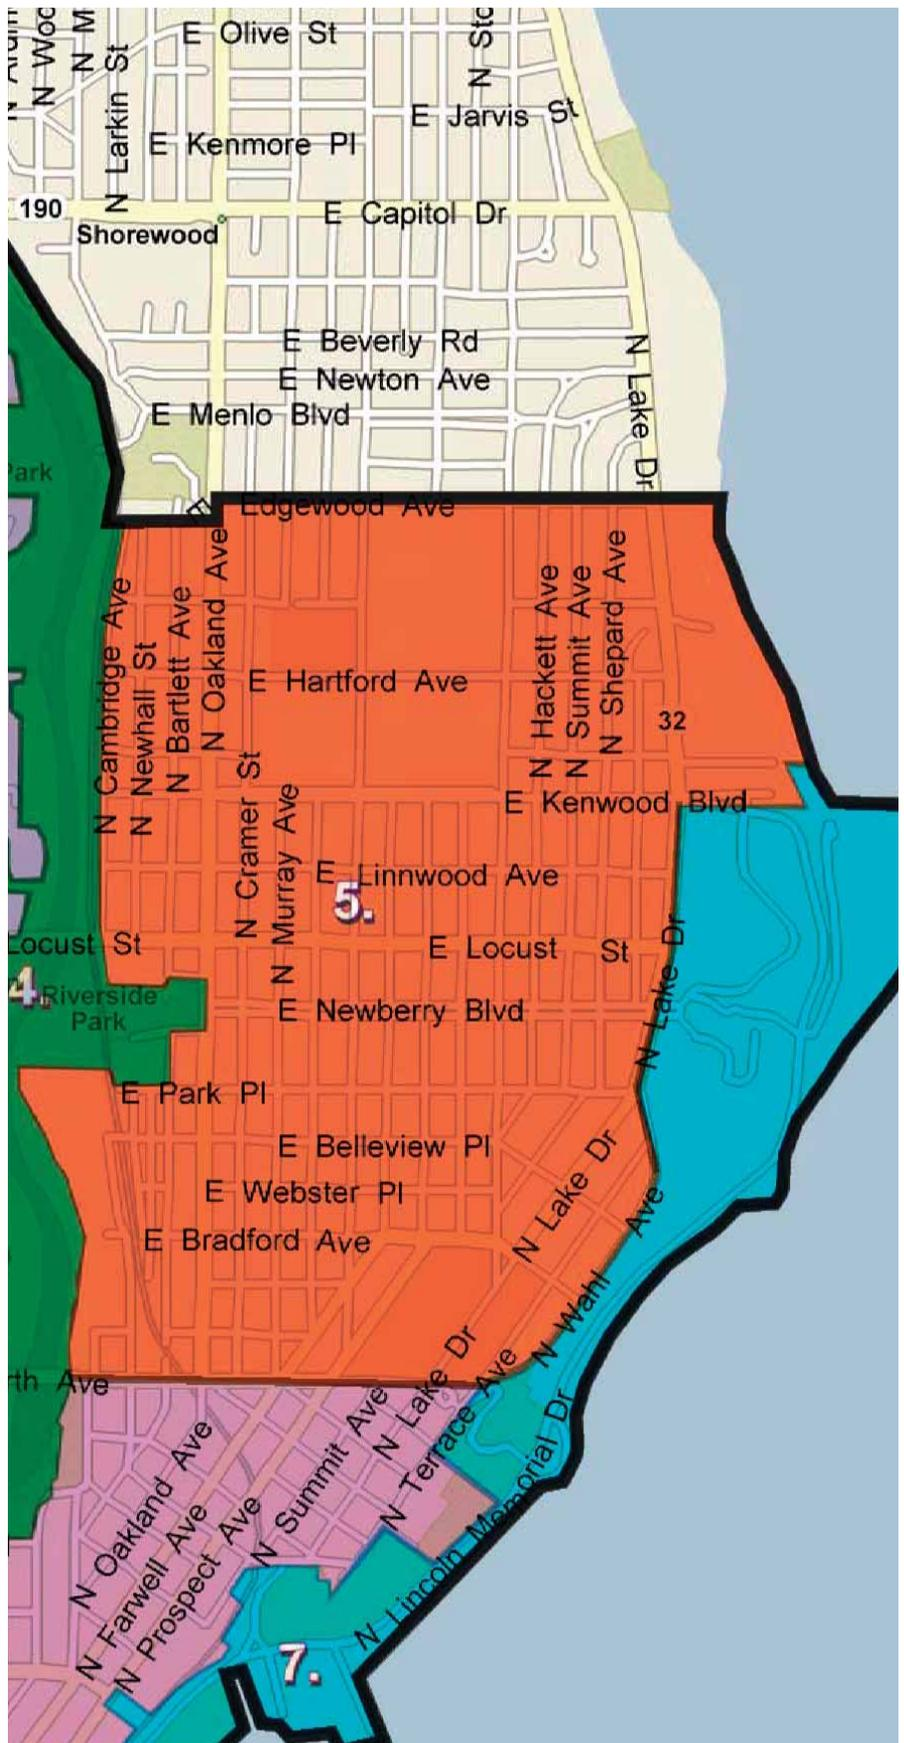 E Olive St
N Larkin St
E Jarvis St
E Kenmore Pl
190
E Capitol Dr
Shorewood
E Beverly Rd
N Lake Dr
E Newton Ave
E Menlo Blvd
Park
E Edgewood Ave
N Cambridge Ave
N Newhall St
N Bartlett Ave
N Oakland Ave
E Hartford Ave
N Hackett Ave
N Summit Ave
N Shepard Ave
32
N Cramer St
N Murray Ave
E Kenwood Blvd
E Linnwood Ave
5.
Locust St
E Locust St
N Lake Dr
4.
Riverside
Park
E Newberry Blvd
E Park Pl
E Belleview Pl
N Lake Dr
E Webster Pl
E Bradford Ave
N Wahl Ave
th Ave
N Lake Dr
N Terrace Ave
N Summit Ave
N Oakland Ave
N Farwell Ave
N Prospect Ave
N Lincoln Memorial Dr
7.